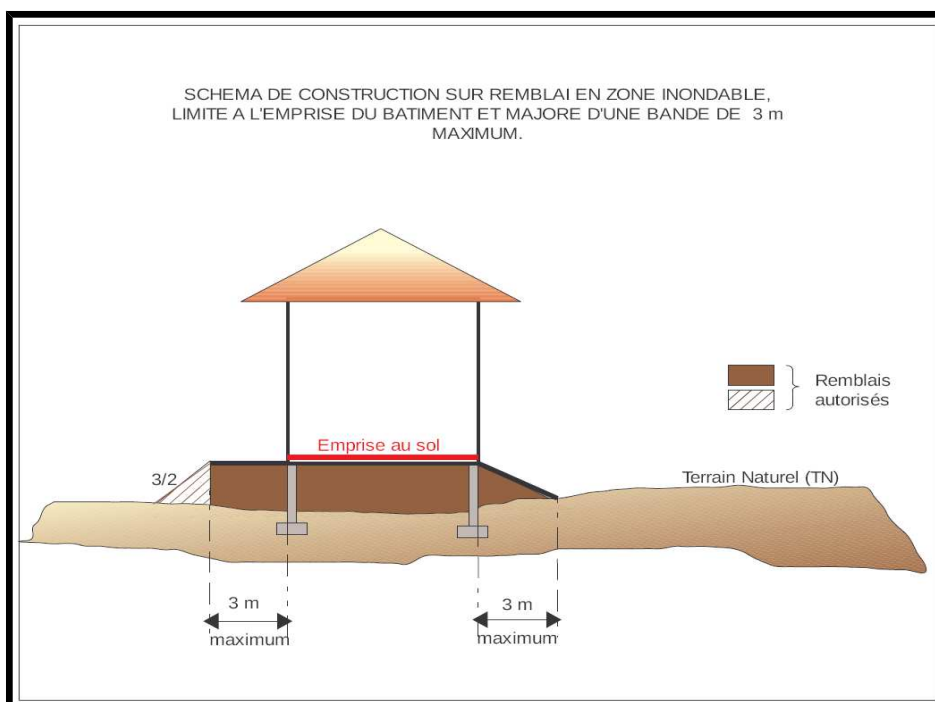 SCHEMA DE CONSTRUCTION SUR REMBLAI EN ZONE INONDABLE,
LIMITE A L'EMPRISE DU BATIMENT ET MAJORE D'UNE BANDE DE 3 m
MAXIMUM.
Remblais
autorisés
Emprise au sol
3/2
Terrain Naturel (TN)
3 m
maximum
3 m
maximum